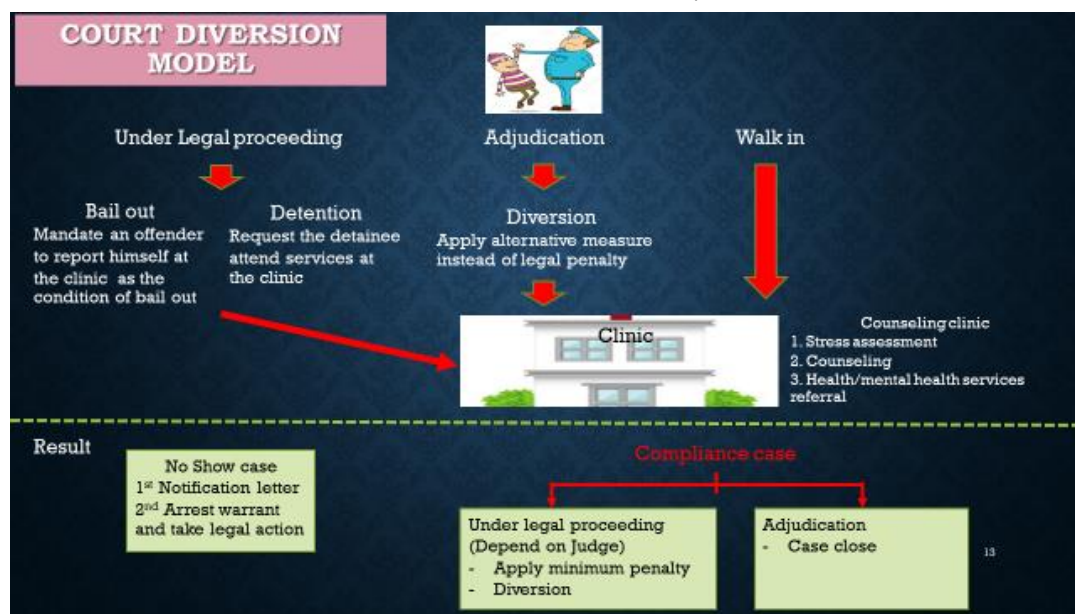 COURT DIVERSION
MODEL
Under Legal proceeding
Adjudication
Walk in
Bail out
Mandate an offender
to report himself at
the clinic as the
condition of bail out
Detention
Request the detainee
attend services at
the clinic
Diversion
Apply alternative measure
instead of legal penalty
Clinic
Counseling clinic
1. Stress assessment
2. Counseling
3. Health/mental health services
referral
Result
No Show case
1st Notification letter
2nd Arrest warrant
and take legal action
Compliance case
Under legal proceeding
(Depend on Judge)
- Apply minimum penalty
- Diversion
Adjudication
- Case close
13